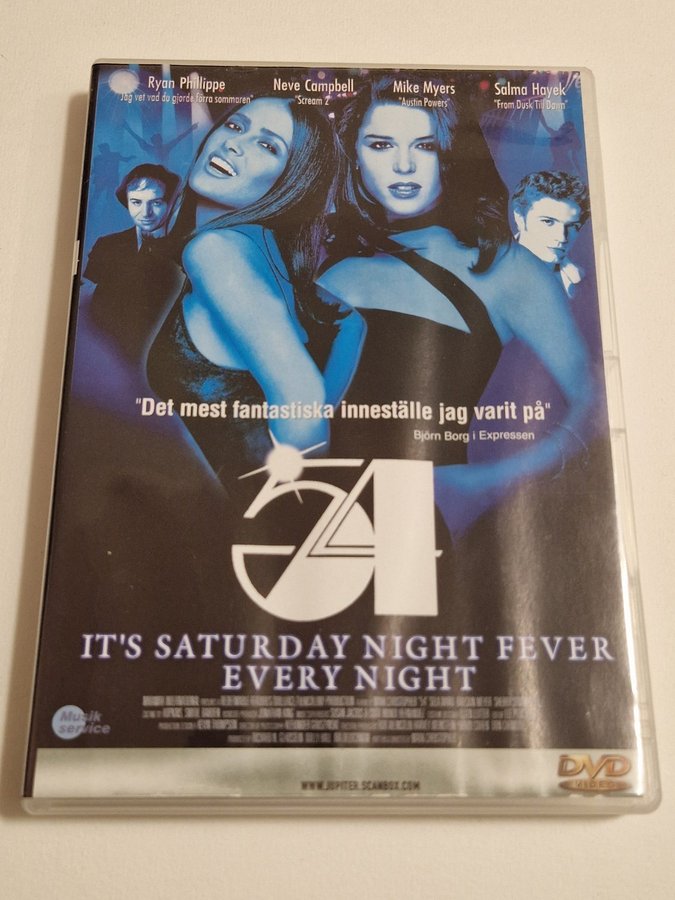 Ryan Phillippe
"Jag vet vad du gjorde förra sommaren"
Neve Campbell
"Scream 2"
Mike Myers
"Austin Powers"
Salma Hayek
"From Dusk Till Dawn"
"Det mest fantastiska inneställe jag varit på"
Björn Borg i Expressen
54
IT'S SATURDAY NIGHT FEVER
EVERY NIGHT
Musik
service
WWW.JUPITER.SCANBOX.COM
DVD
VIDEO